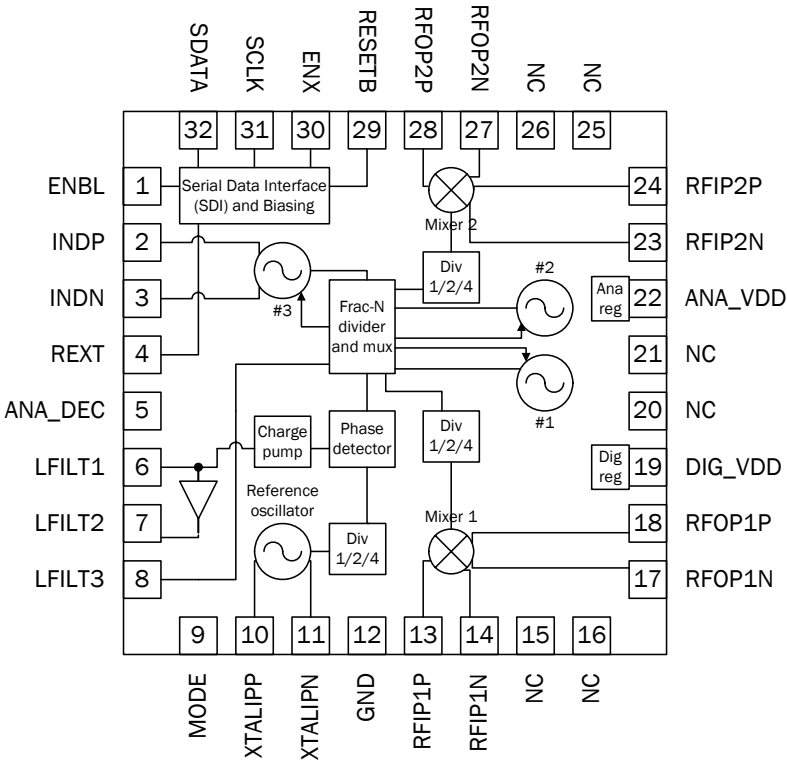 SDATA
SCLK
ENX
RESETB
RFOP2P
RFOP2N
NC
NC
32
31
30
29
28
27
26
25
ENBL
1
Serial Data Interface
(SDI) and Biasing
24
RFIP2P
Mixer 2
INDP
2
23
RFIP2N
Div
1/2/4
#2
INDN
3
#3
Frac-N
divider
and mux
Ana
reg
22
ANA_VDD
REXT
4
21
NC
ANA_DEC
5
#1
20
NC
Charge
pump
Phase
detector
Div
1/2/4
LFILT1
6
Dig
reg
19
DIG_VDD
Reference
oscillator
LFILT2
7
Mixer 1
18
RFOP1P
Div
1/2/4
LFILT3
8
17
RFOP1N
9
10
11
12
13
14
15
16
MODE
XTALIPP
XTALIPN
GND
RFIP1P
RFIP1N
NC
NC